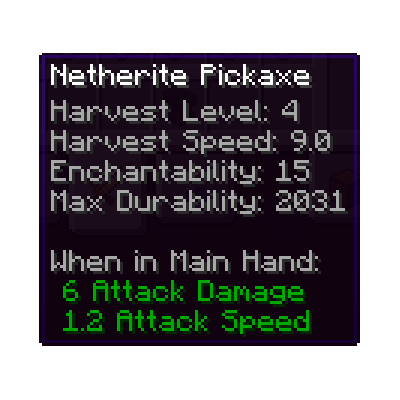 Netherite Pickaxe
Harvest Level: 4
Harvest Speed: 9.0
Enchantability: 15
Max Durability: 2031
When in Main Hand:
6 Attack Damage
1.2 Attack Speed